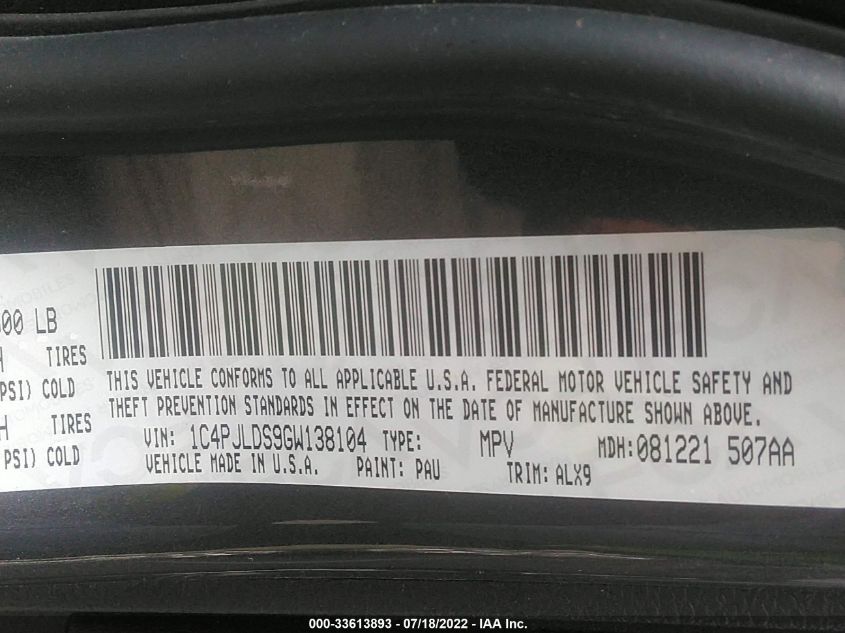 00 LB
H TIRES
PSI) COLD
H TIRES
PSI) COLD
THIS VEHICLE CONFORMS TO ALL APPLICABLE U.S.A. FEDERAL MOTOR VEHICLE SAFETY AND
THEFT PREVENTION STANDARDS IN EFFECT ON THE DATE OF MANUFACTURE SHOWN ABOVE.
VIN: 1C4PJLDS9GW138104 TYPE: MPV MDH:081221 507AA
VEHICLE MADE IN U.S.A. PAINT: PAU TRIM: ALX9
000-33613893 - 07/18/2022 - IAA Inc.